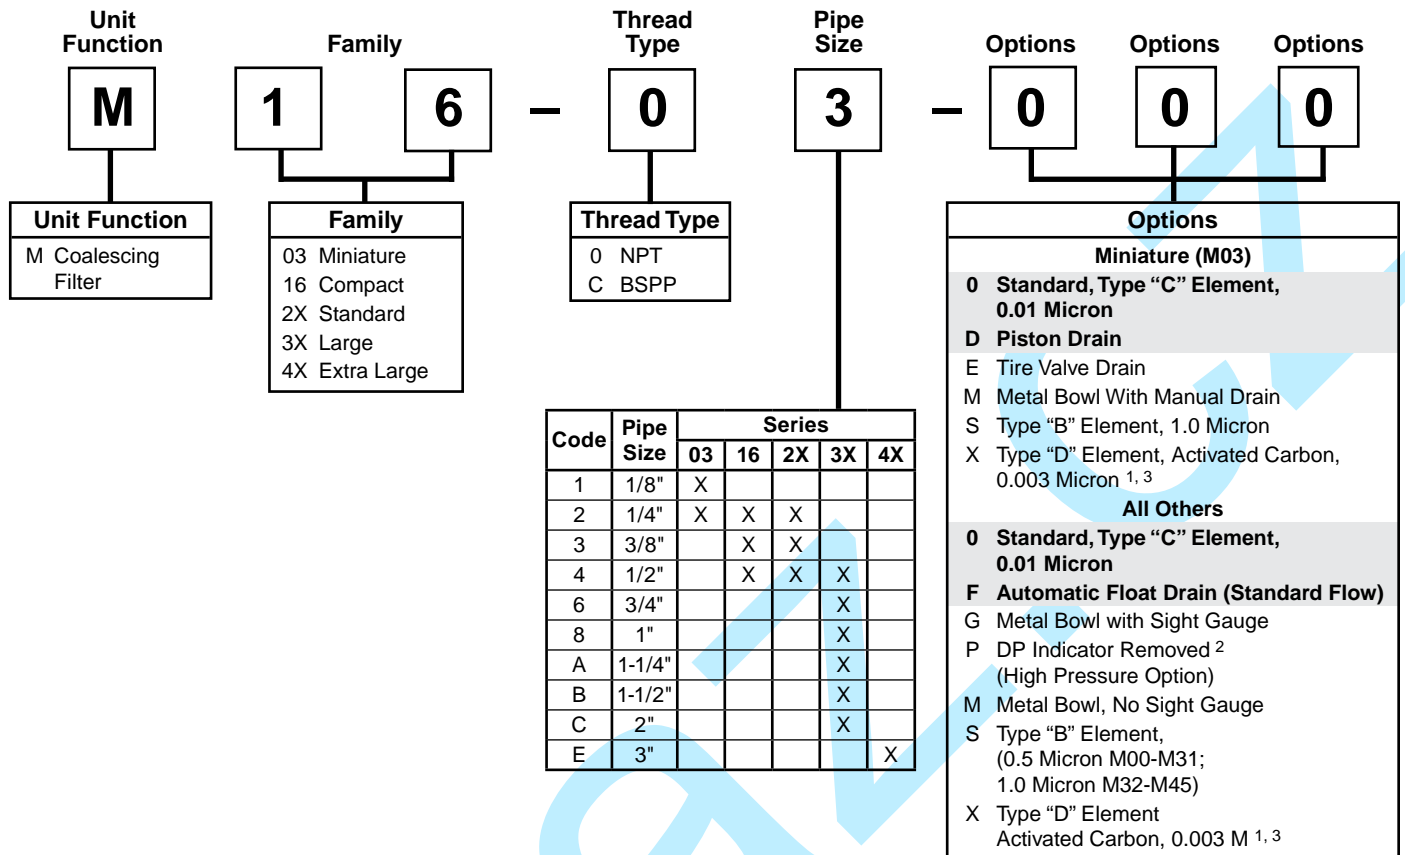 Unit Function
Family
Thread Type
Pipe Size
Options
Options
Options
M
1
6
–
0
3
–
0
0
0
Unit Function
M Coalescing
Filter
Family
03 Miniature
16 Compact
2X Standard
3X Large
4X Extra Large
Thread Type
0 NPT
C BSPP
Code Pipe Size Series
03 16 2X 3X 4X
1 1/8" X
2 1/4" X X X
3 3/8" X X
4 1/2" X X X
6 3/4" X
8 1" X
A 1-1/4" X
B 1-1/2" X
C 2" X
E 3" X
Options
Miniature (M03)
0 Standard, Type “C” Element,
0.01 Micron
D Piston Drain
E Tire Valve Drain
M Metal Bowl With Manual Drain
S Type “B” Element, 1.0 Micron
X Type “D” Element, Activated Carbon,
0.003 Micron 1, 3
All Others
0 Standard, Type “C” Element,
0.01 Micron
F Automatic Float Drain (Standard Flow)
G Metal Bowl with Sight Gauge
P DP Indicator Removed 2
(High Pressure Option)
M Metal Bowl, No Sight Gauge
S Type “B” Element,
(0.5 Micron M00-M31;
1.0 Micron M32-M45)
X Type “D” Element
Activated Carbon, 0.003 M 1, 3